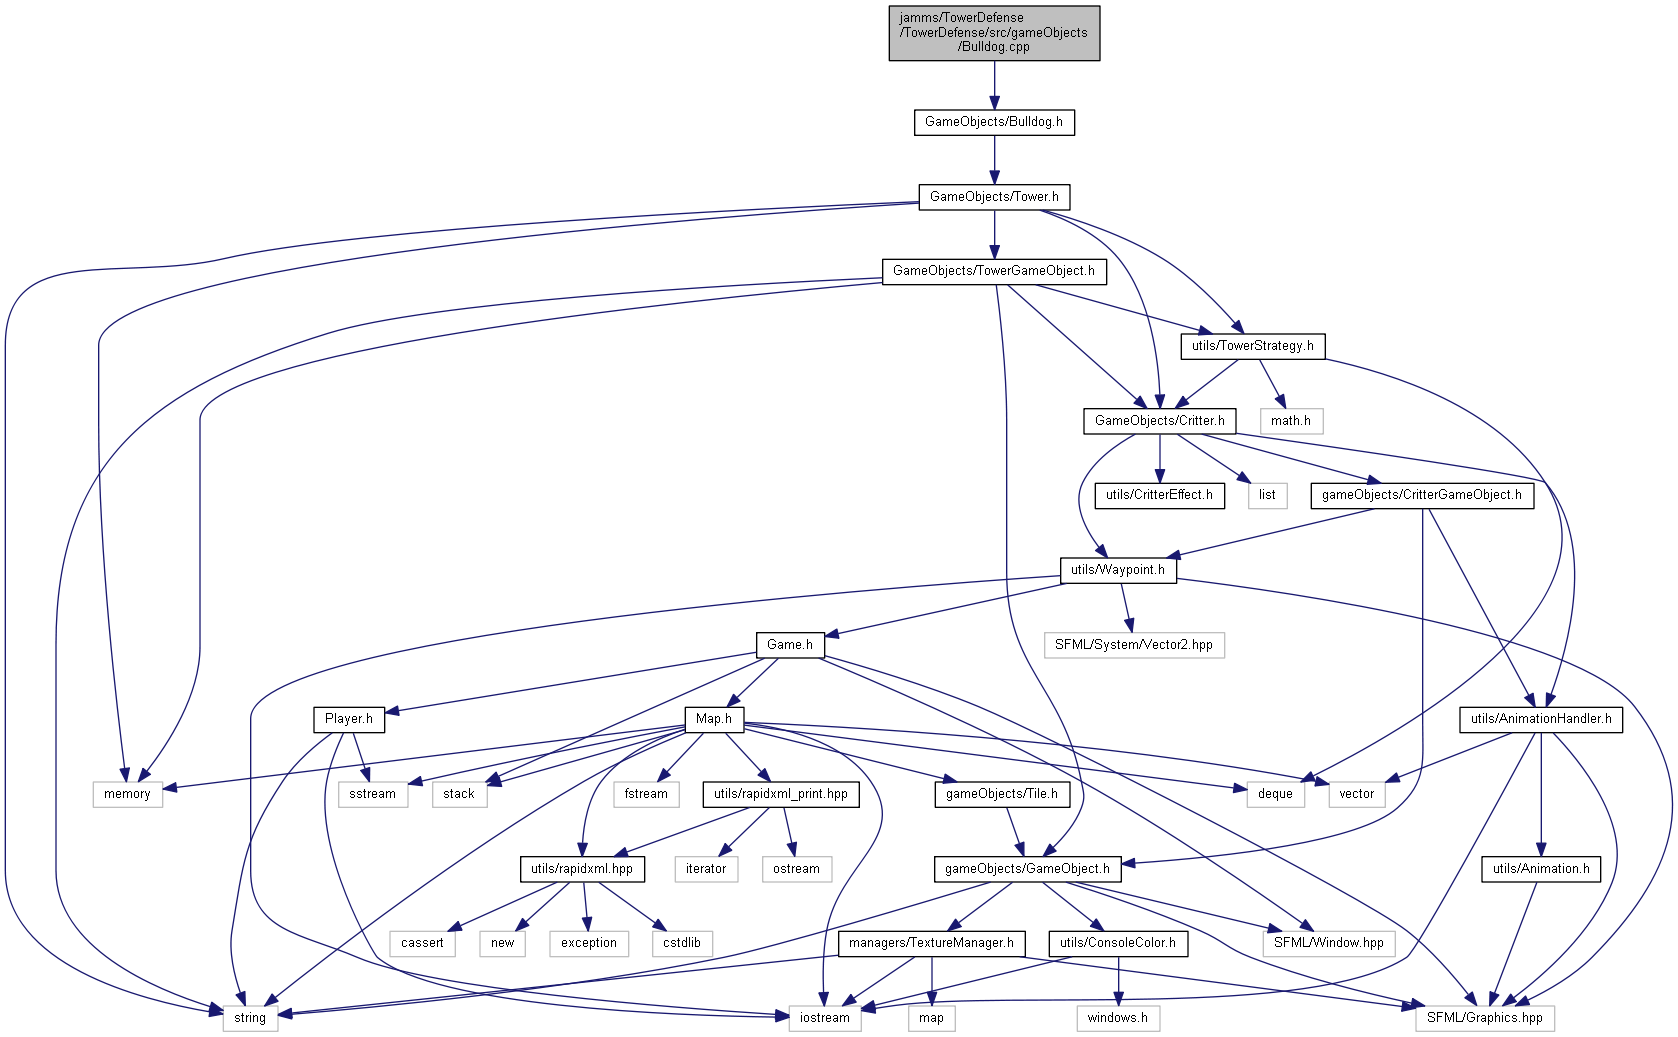 jamms/TowerDefense
/TowerDefense/src/gameObjects
/Bulldog.cpp
GameObjects/Bulldog.h
GameObjects/Tower.h
GameObjects/TowerGameObject.h
utils/TowerStrategy.h
GameObjects/Critter.h
math.h
utils/CritterEffect.h
list
gameObjects/CritterGameObject.h
utils/Waypoint.h
Game.h
SFML/System/Vector2.hpp
Player.h
Map.h
utils/AnimationHandler.h
memory
sstream
stack
fstream
utils/rapidxml_print.hpp
gameObjects/Tile.h
deque
vector
utils/rapidxml.hpp
iterator
ostream
gameObjects/GameObject.h
utils/Animation.h
cassert
new
exception
cstdlib
managers/TextureManager.h
utils/ConsoleColor.h
SFML/Window.hpp
string
iostream
map
windows.h
SFML/Graphics.hpp